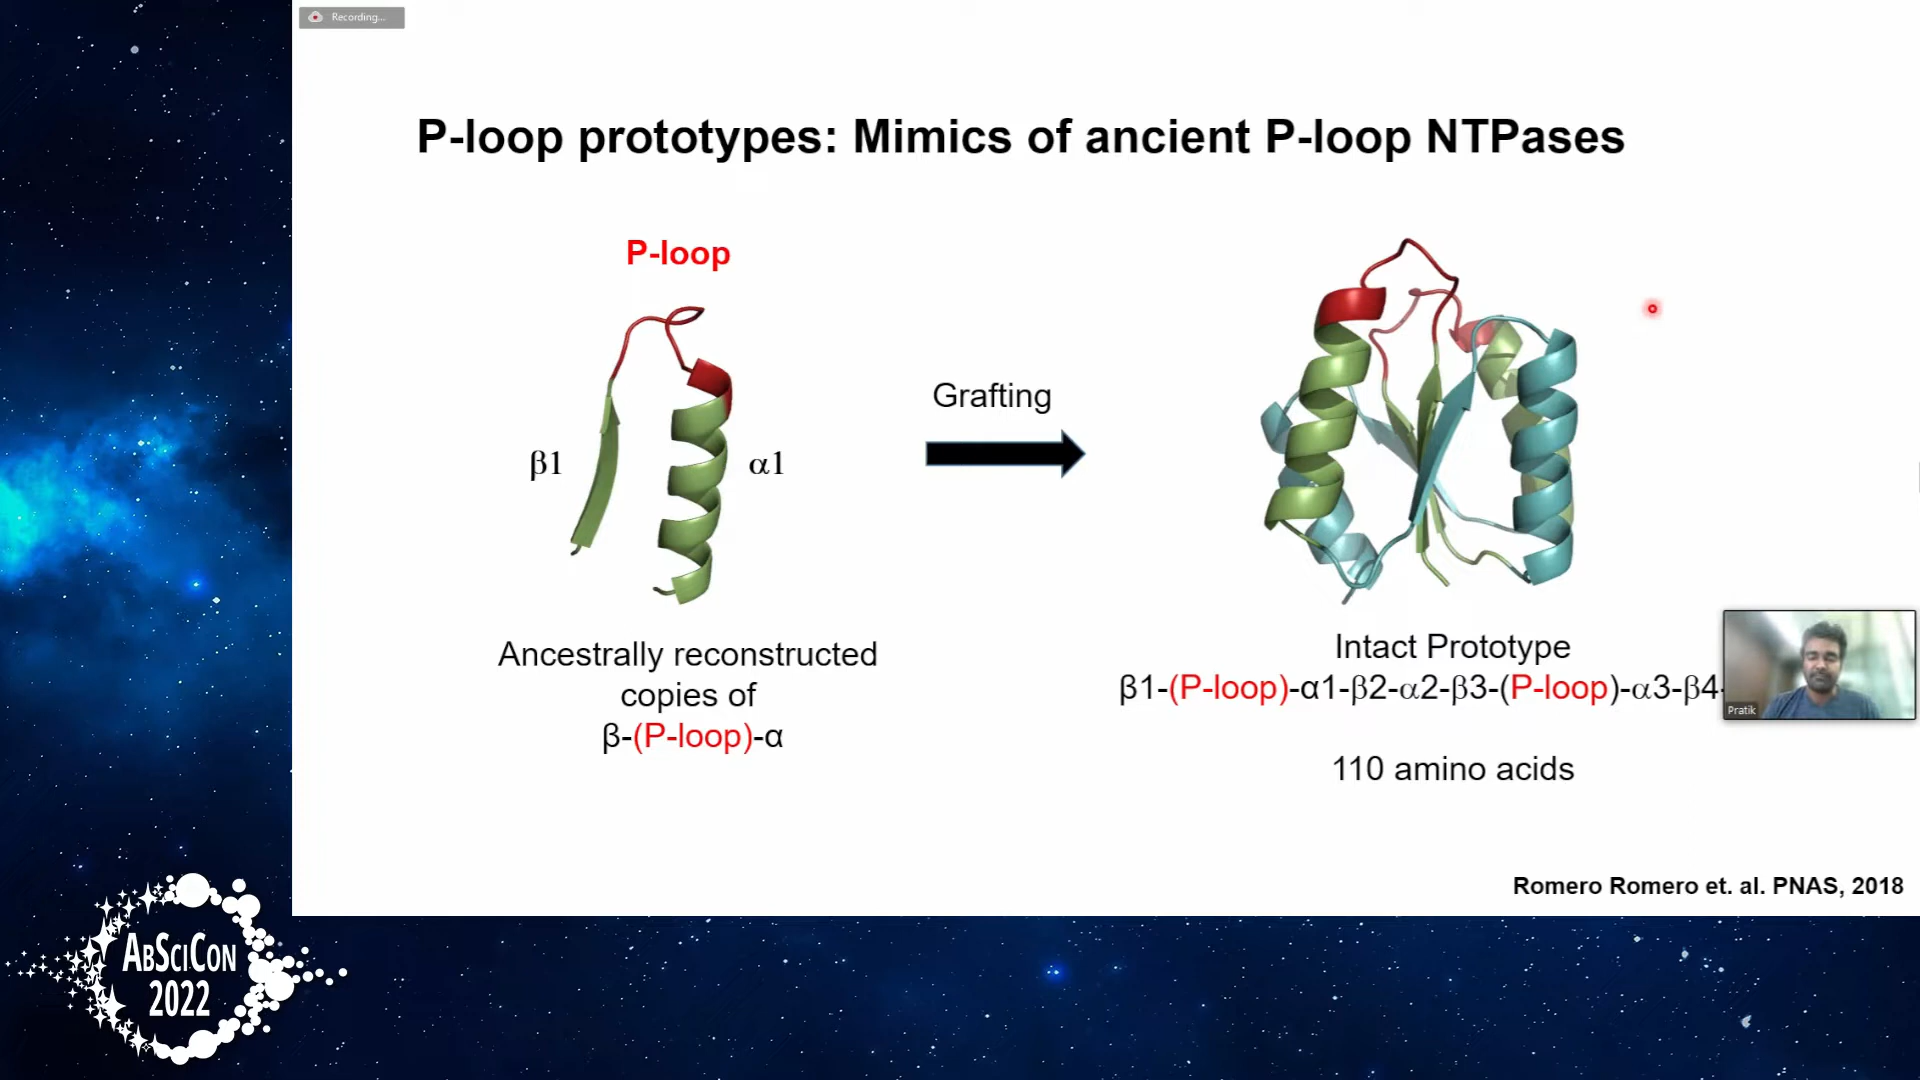 Recording...
P-loop prototypes: Mimics of ancient P-loop NTPases
P-loop
β1
α1
Grafting
Ancestrally reconstructed
copies of
β-(P-loop)-α
Intact Prototype
β1-(P-loop)-α1-β2-α2-β3-(P-loop)-α3-β4-
110 amino acids
Pratik
Romero Romero et. al. PNAS, 2018
ABSCICON
2022